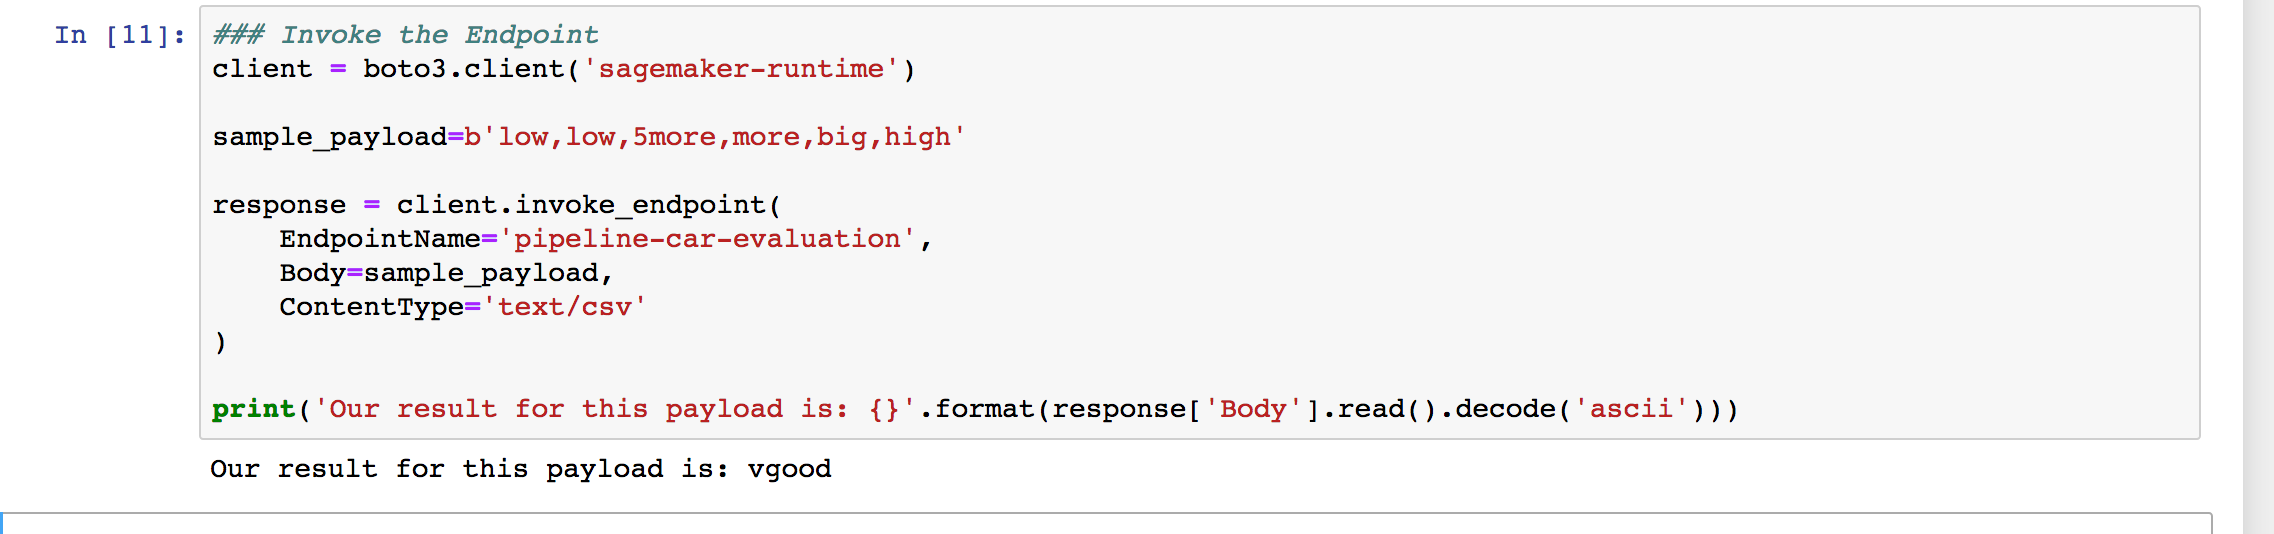 In [11]:
### Invoke the Endpoint
client = boto3.client('sagemaker-runtime')
sample_payload=b'low,low,5more,more,big,high'
response = client.invoke_endpoint(
    EndpointName='pipeline-car-evaluation',
    Body=sample_payload,
    ContentType='text/csv'
)
print('Our result for this payload is: {}'.format(response['Body'].read().decode('ascii')))
Our result for this payload is: vgood